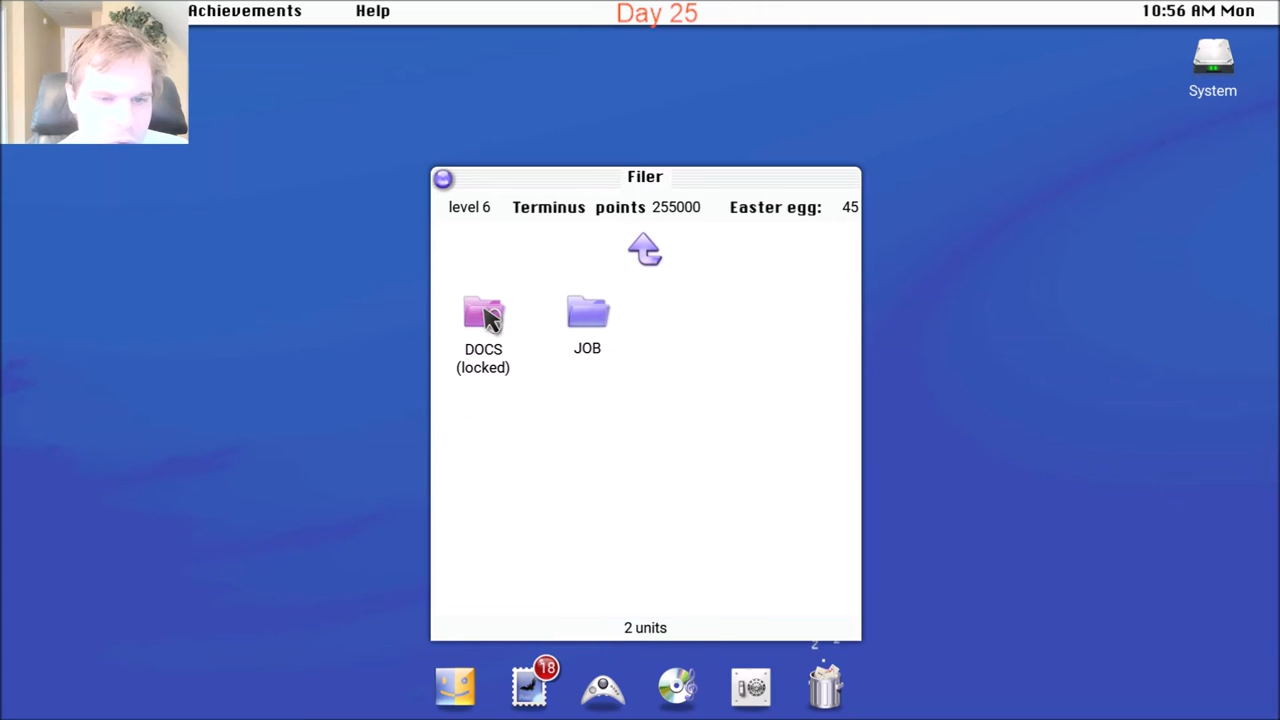 Achievements Help Day 25 10:56 AM Mon
System
Filer
level 6 Terminus points 255000 Easter egg: 45
DOCS
(locked)
JOB
2 units
18